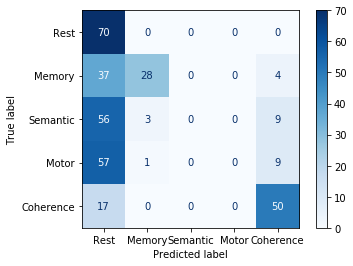 True label
Rest 70 0 0 0 0
Memory 37 28 0 0 4
Semantic 56 3 0 0 9
Motor 57 1 0 0 9
Coherence 17 0 0 0 50
Rest Memory Semantic Motor Coherence
Predicted label
70
60
50
40
30
20
10
0